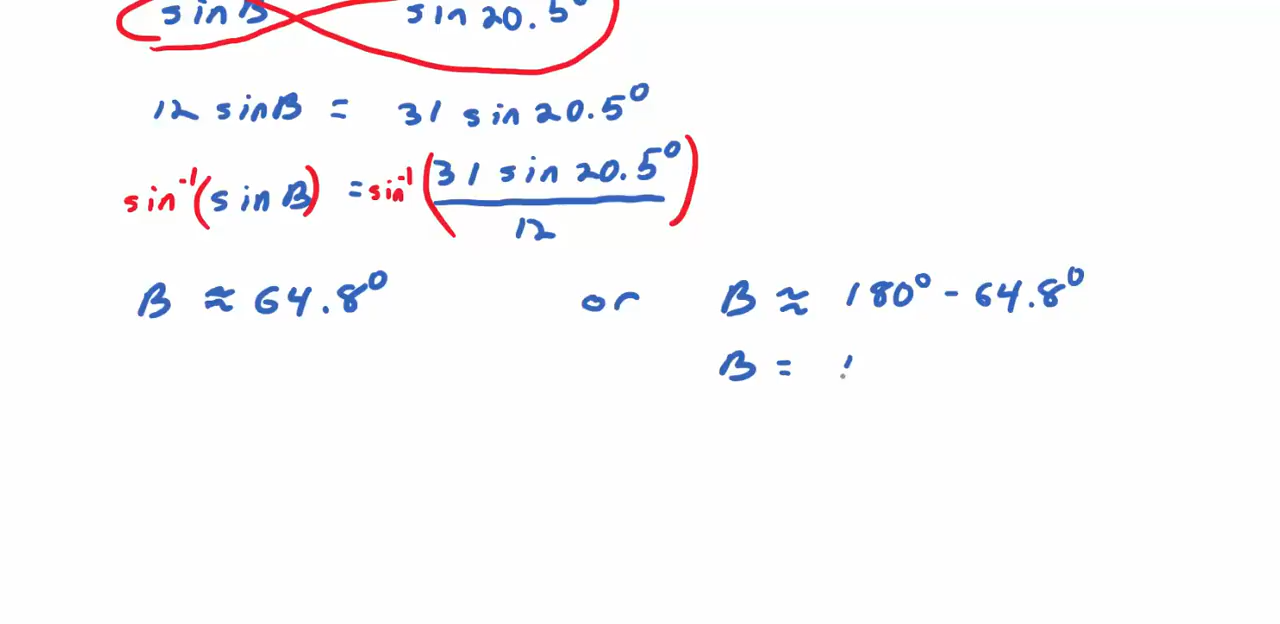 sin B sin 20.5°
12 sin B = 31 sin 20.5°
sin⁻¹(sin B) = sin⁻¹(31 sin 20.5°
12)
B ≈ 64.8° or B ≈ 180° - 64.8°
B =